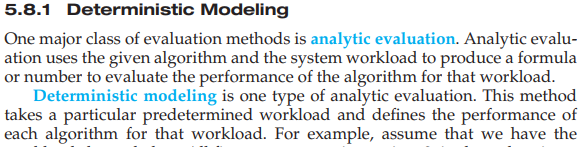 5.8.1 Deterministic Modeling
One major class of evaluation methods is analytic evaluation. Analytic evalu-
ation uses the given algorithm and the system workload to produce a formula
or number to evaluate the performance of the algorithm for that workload.
Deterministic modeling is one type of analytic evaluation. This method
takes a particular predetermined workload and defines the performance of
each algorithm for that workload. For example, assume that we have the